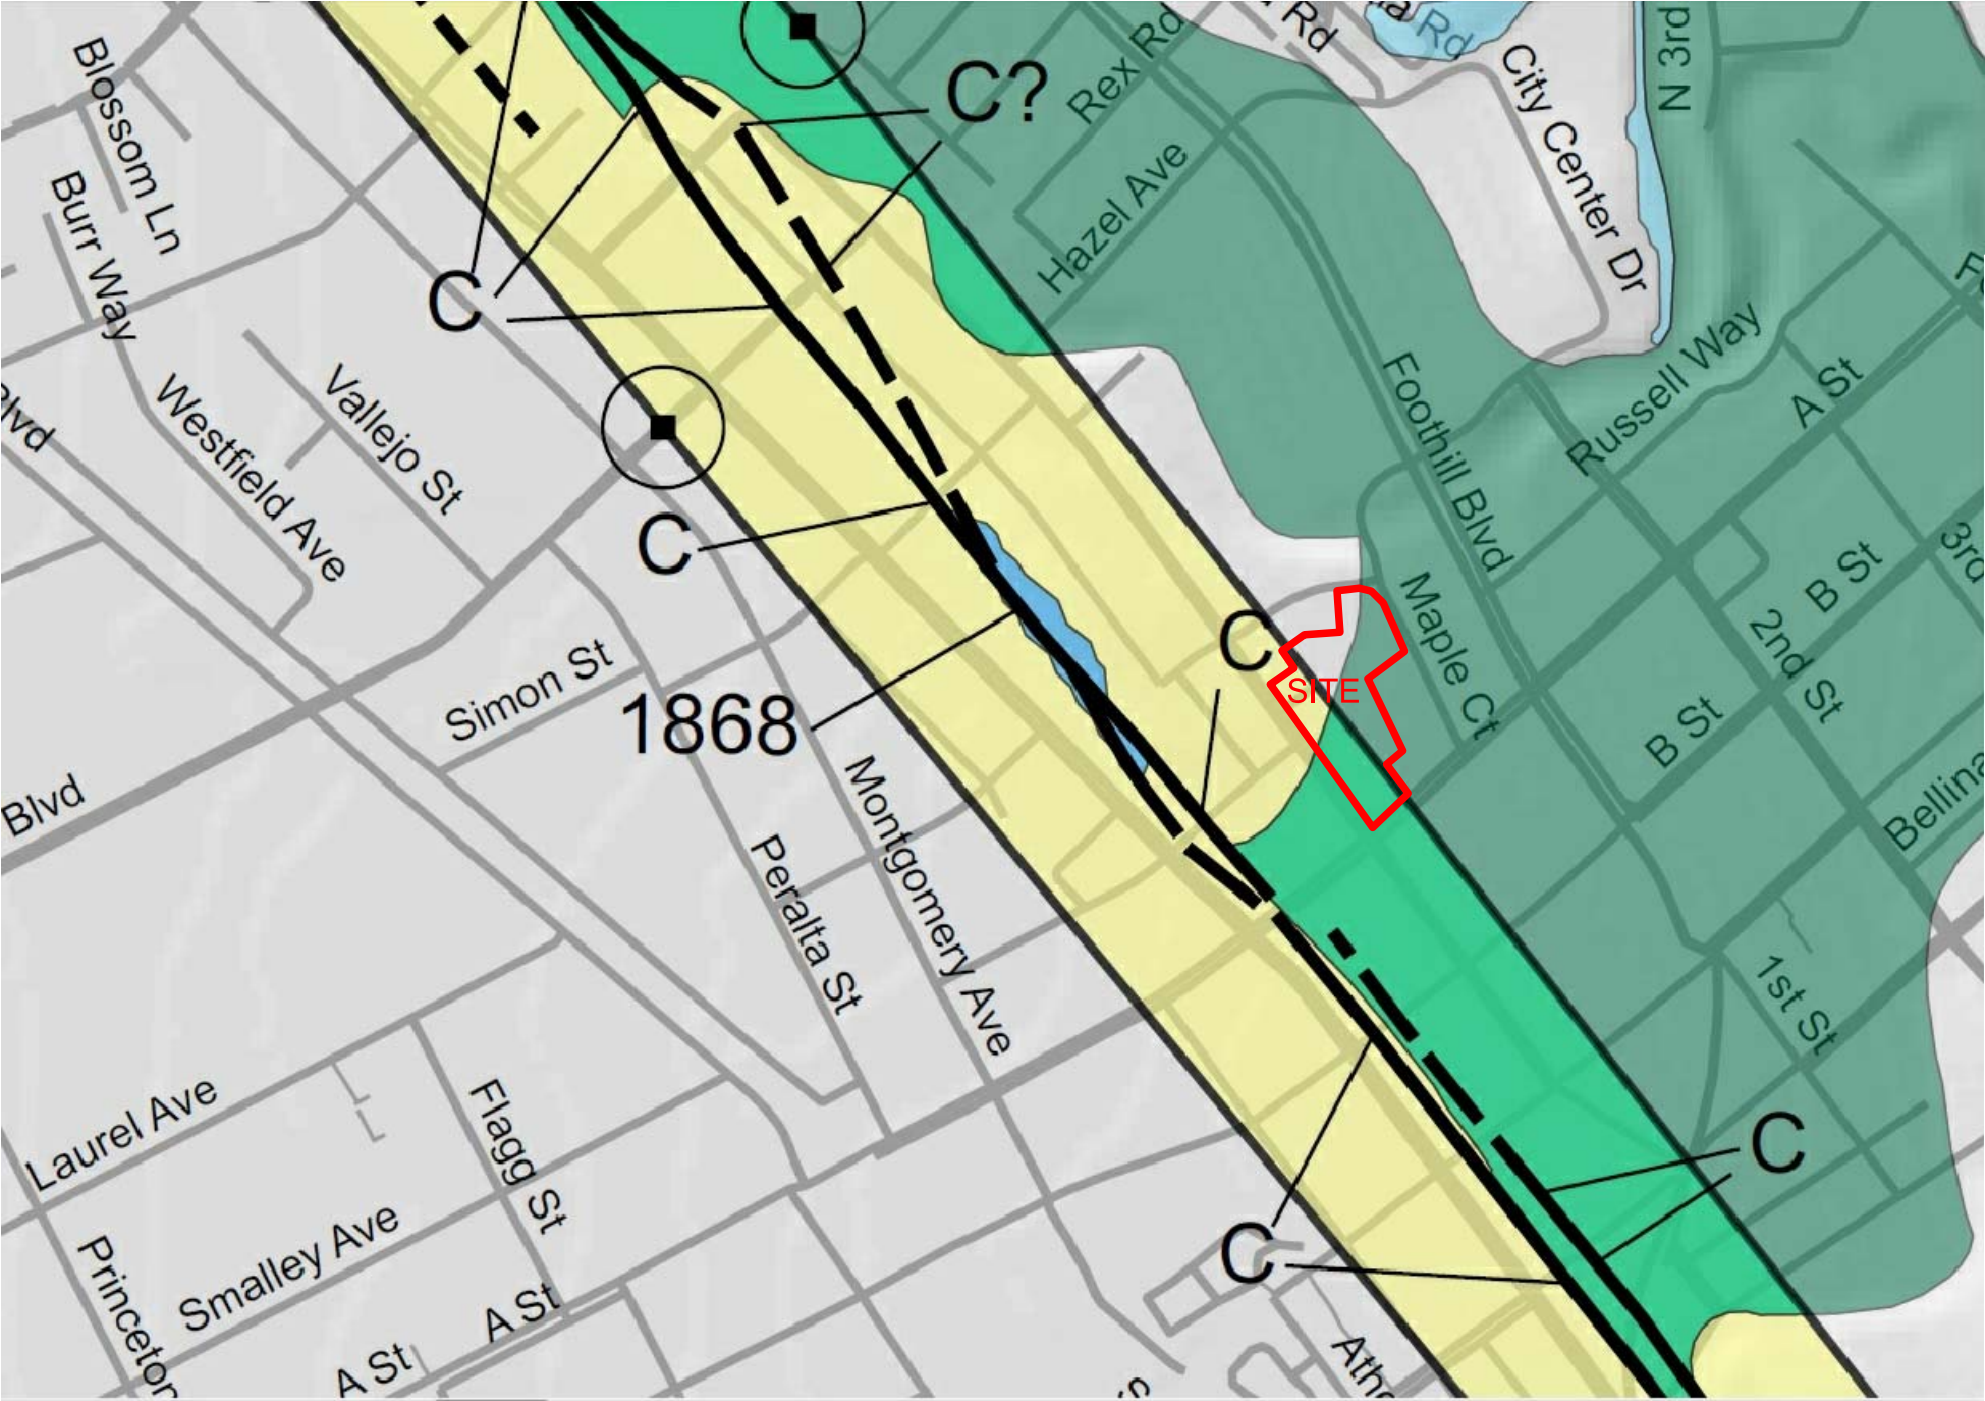 Blossom Ln
Burr Way
C?
Rex Rd
Rd
Rd
City Center Dr
N 3rd
Hazel Ave
C
Vallejo St
Westfield Ave
Blvd
Foothill Blvd
Russell Way
A St
B St
3rd
C
Simon St
1868
C
SITE
Maple Ct
2nd St
B St
Bellina
Blvd
Montgomery Ave
Peralta St
1st St
Laurel Ave
Flagg St
C
C
Smalley Ave
Princeton
A St
A St